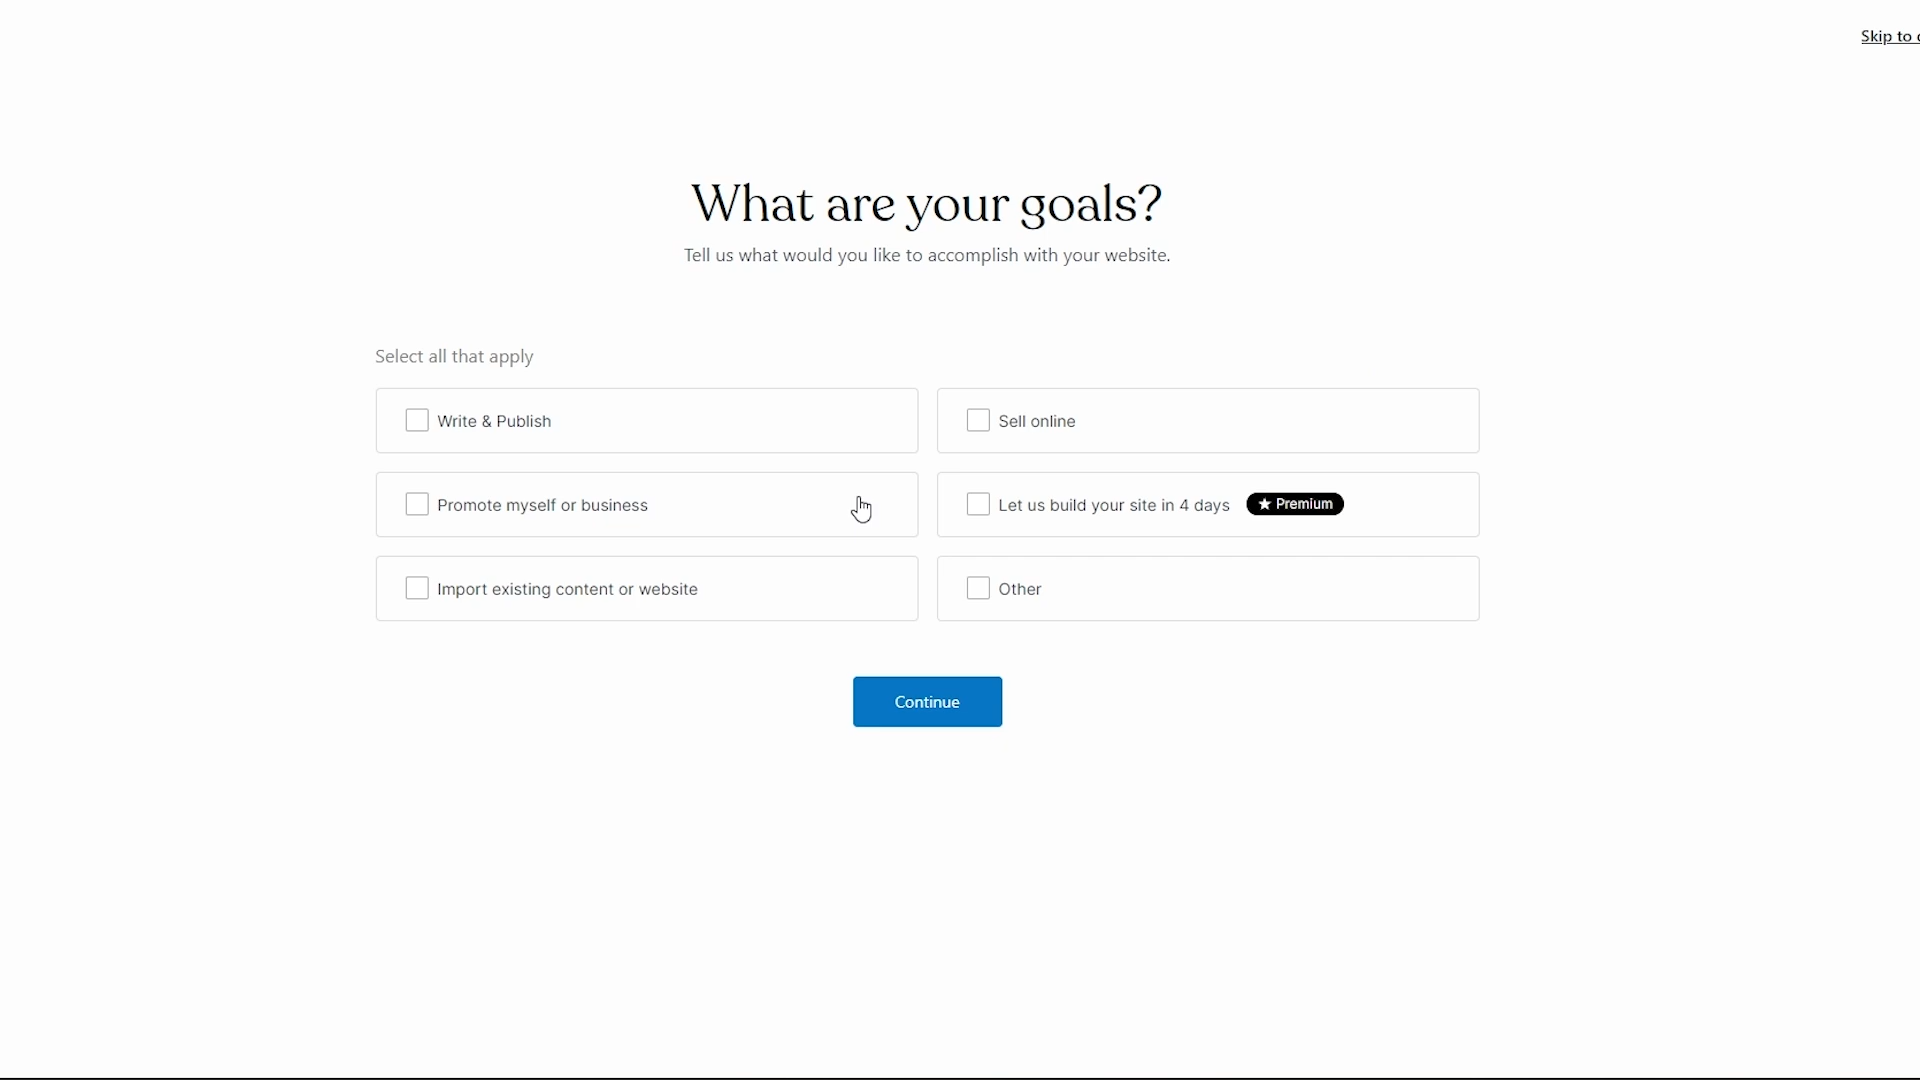 Skip to
What are your goals?
Tell us what would you like to accomplish with your website.
Select all that apply
Write & Publish
Sell online
Promote myself or business
Let us build your site in 4 days ★ Premium
Import existing content or website
Other
Continue